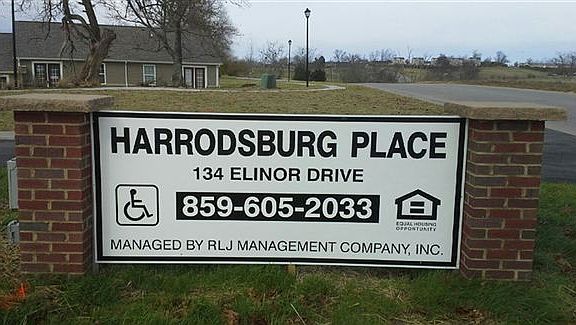 HARRODSBURG PLACE
134 ELINOR DRIVE
859-605-2033
EQUAL HOUSING
OPPORTUNITY
MANAGED BY RLJ MANAGEMENT COMPANY, INC.